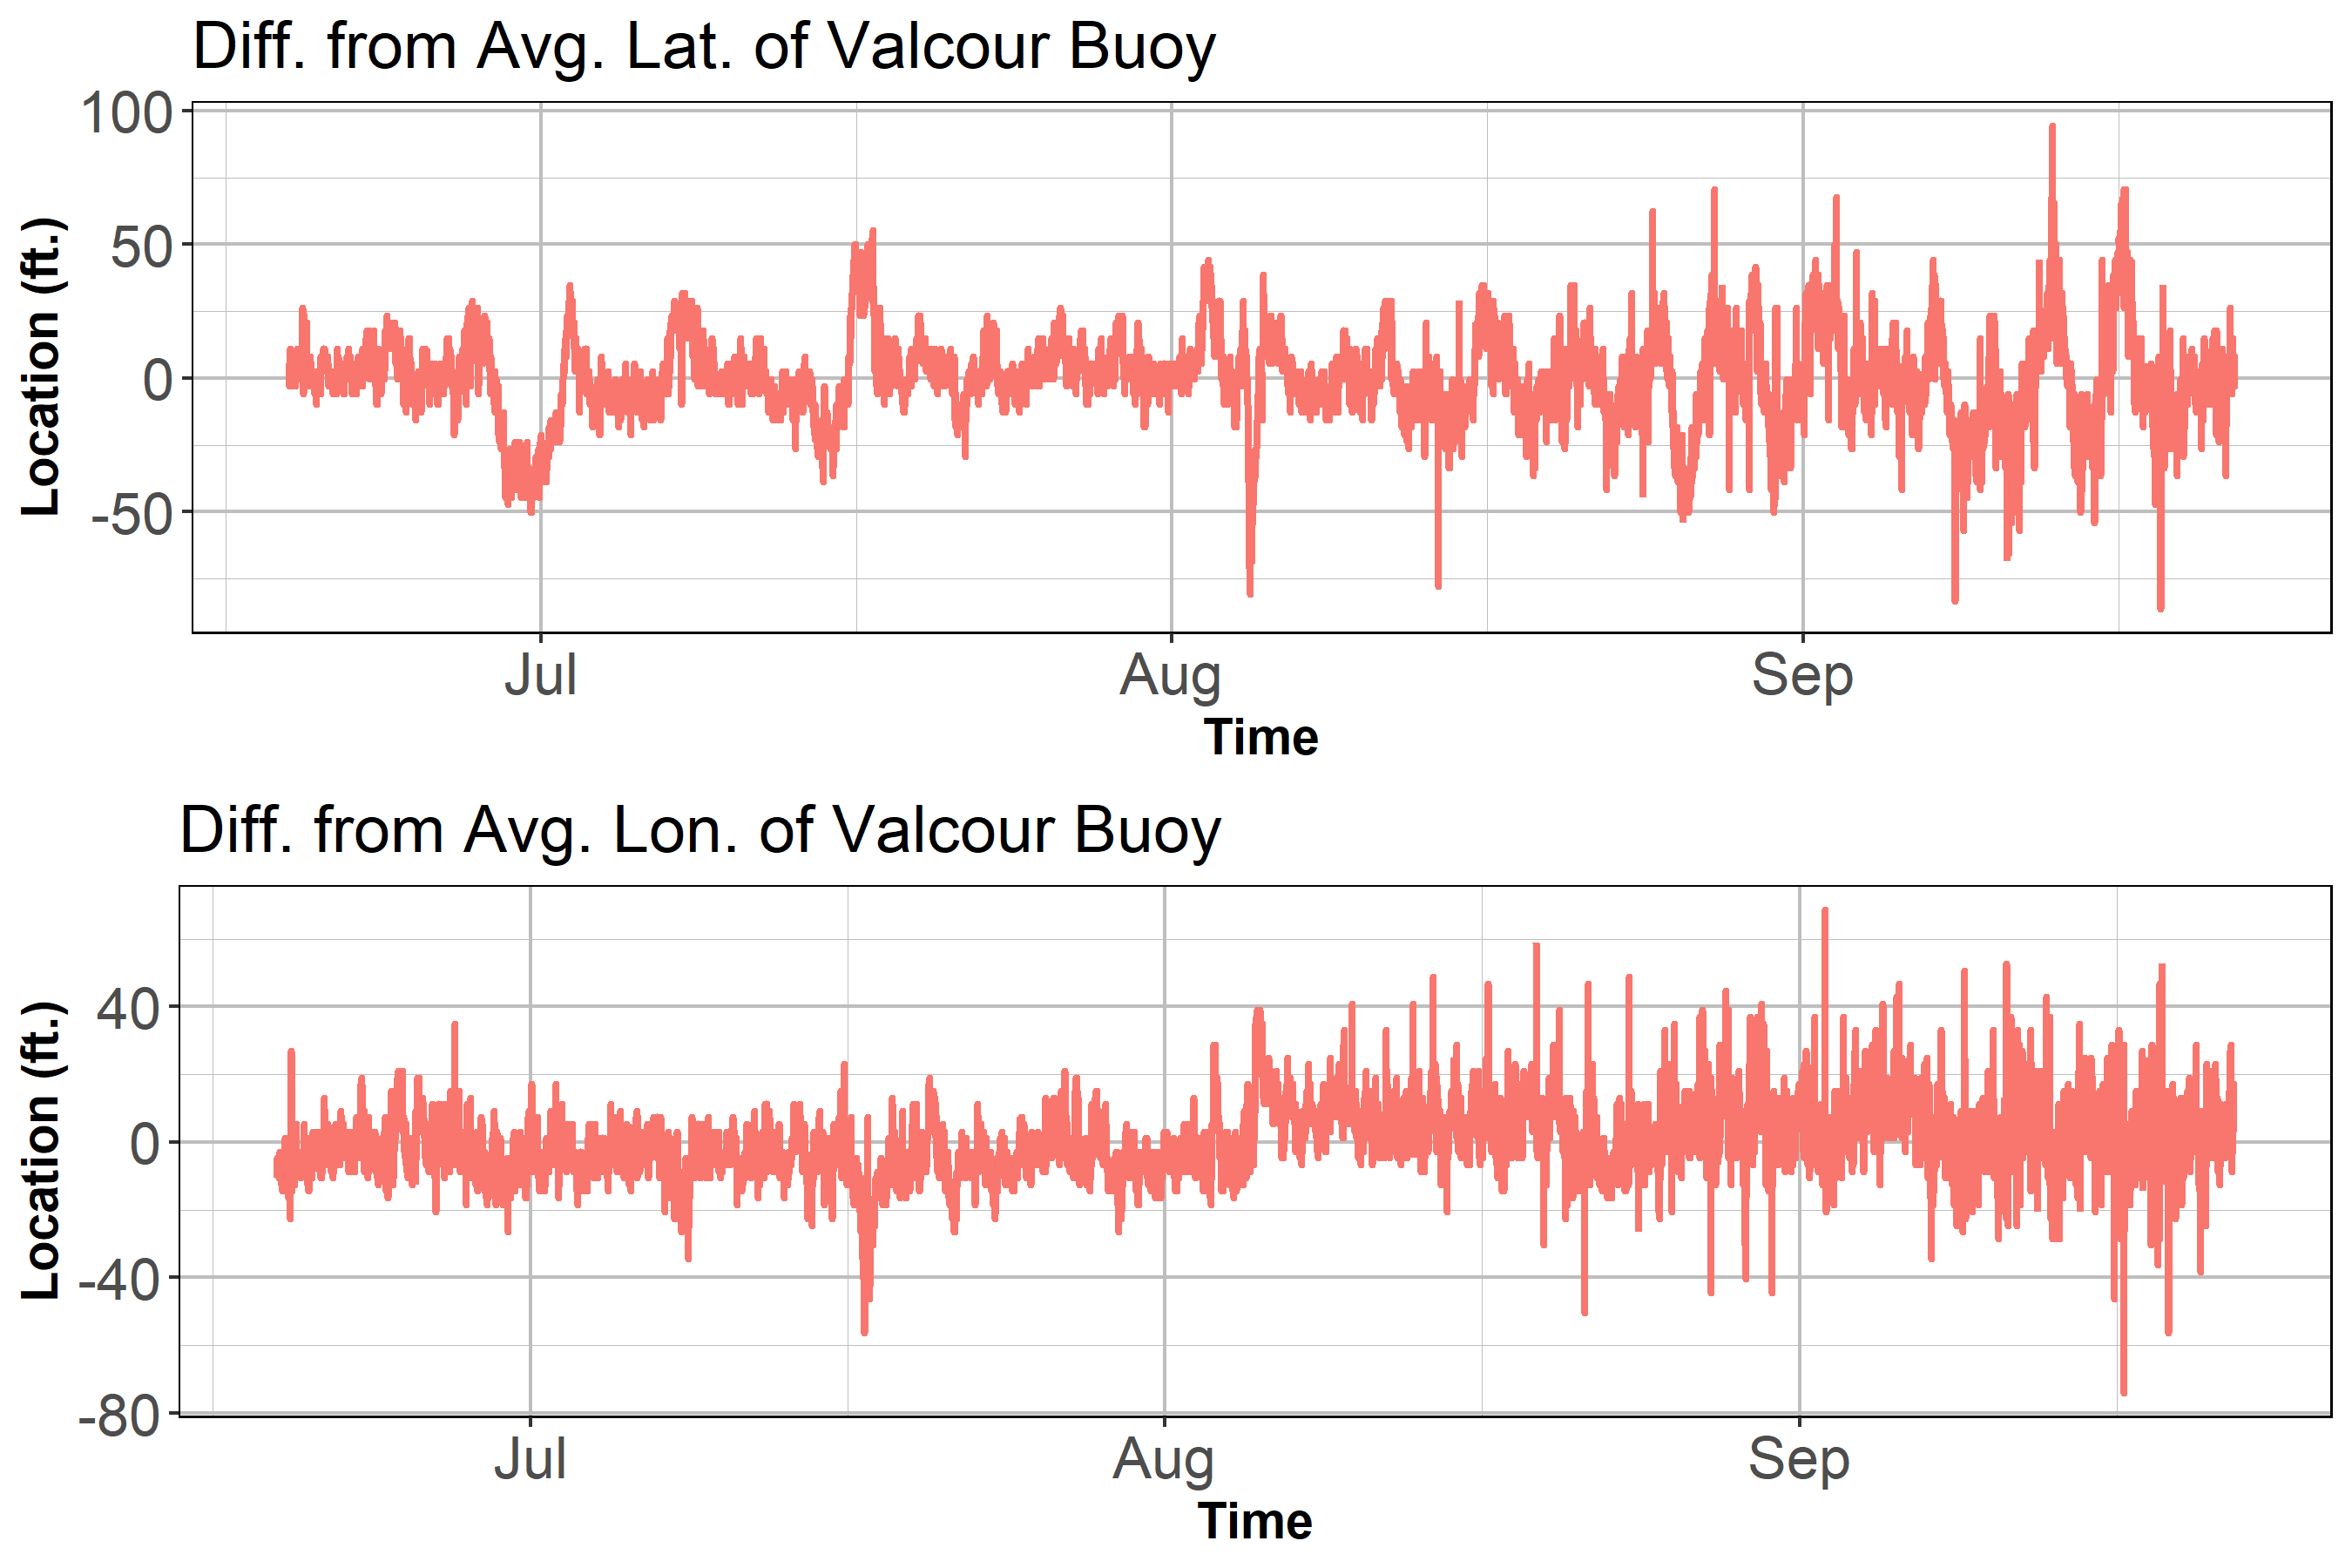 Diff. from Avg. Lat. of Valcour Buoy
100
50
0
-50
Location (ft.)
Jul Aug Sep
Time
Diff. from Avg. Lon. of Valcour Buoy
40
0
-40
-80
Location (ft.)
Jul Aug Sep
Time